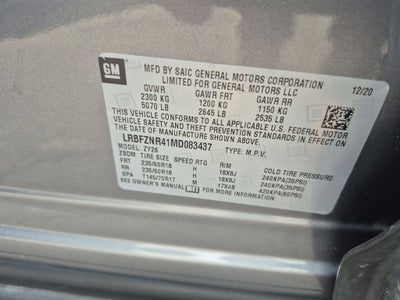 GM
MFD BY SAIC GENERAL MOTORS CORPORATION
LIMITED FOR GENERAL MOTORS LLC 12/20
GVWR GAWR FRT GAWR RR
2300 KG 1200 KG 1150 KG
5070 LB 2645 LB 2535 LB
THIS VEHICLE CONFORMS TO ALL APPLICABLE U.S. FEDERAL MOTOR
VEHICLE SAFETY AND THEFT PREVENTION STANDARDS IN EFFECT ON
THE DATE OF MANUFACTURE SHOWN ABOVE.
LRBFZNR41MD083437
MODEL: ZY26
TIRE SIZE SPEED RTG R/M COLD TIRE PRESSURE
FRT 235/60R18 H 18X8J 240KPA(35PSI)
RR 235/60R18 H 18X8J 240KPA(35PSI)
SP T145/70R17 M 17X4B 420KPA(60PSI)
SEE OWNER'S MANUAL FOR MORE INFORMATION.